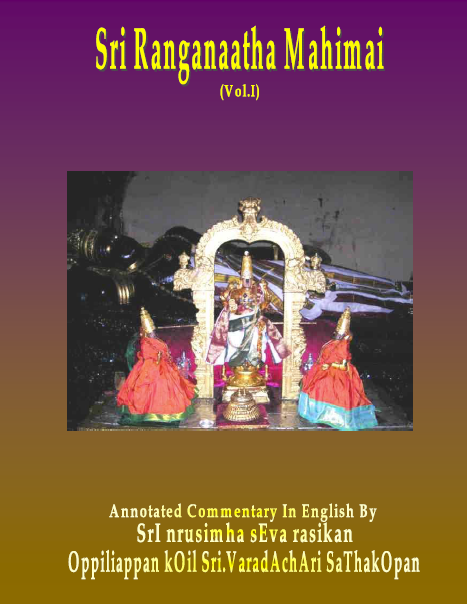 Sri Ranganaatha Mahimai
(Vol.I)
Annotated Commentary In English By
SrI nrusimha sEva rasikan
Oppiliappan kOil Sri.VaradAchAri SaThakOpan